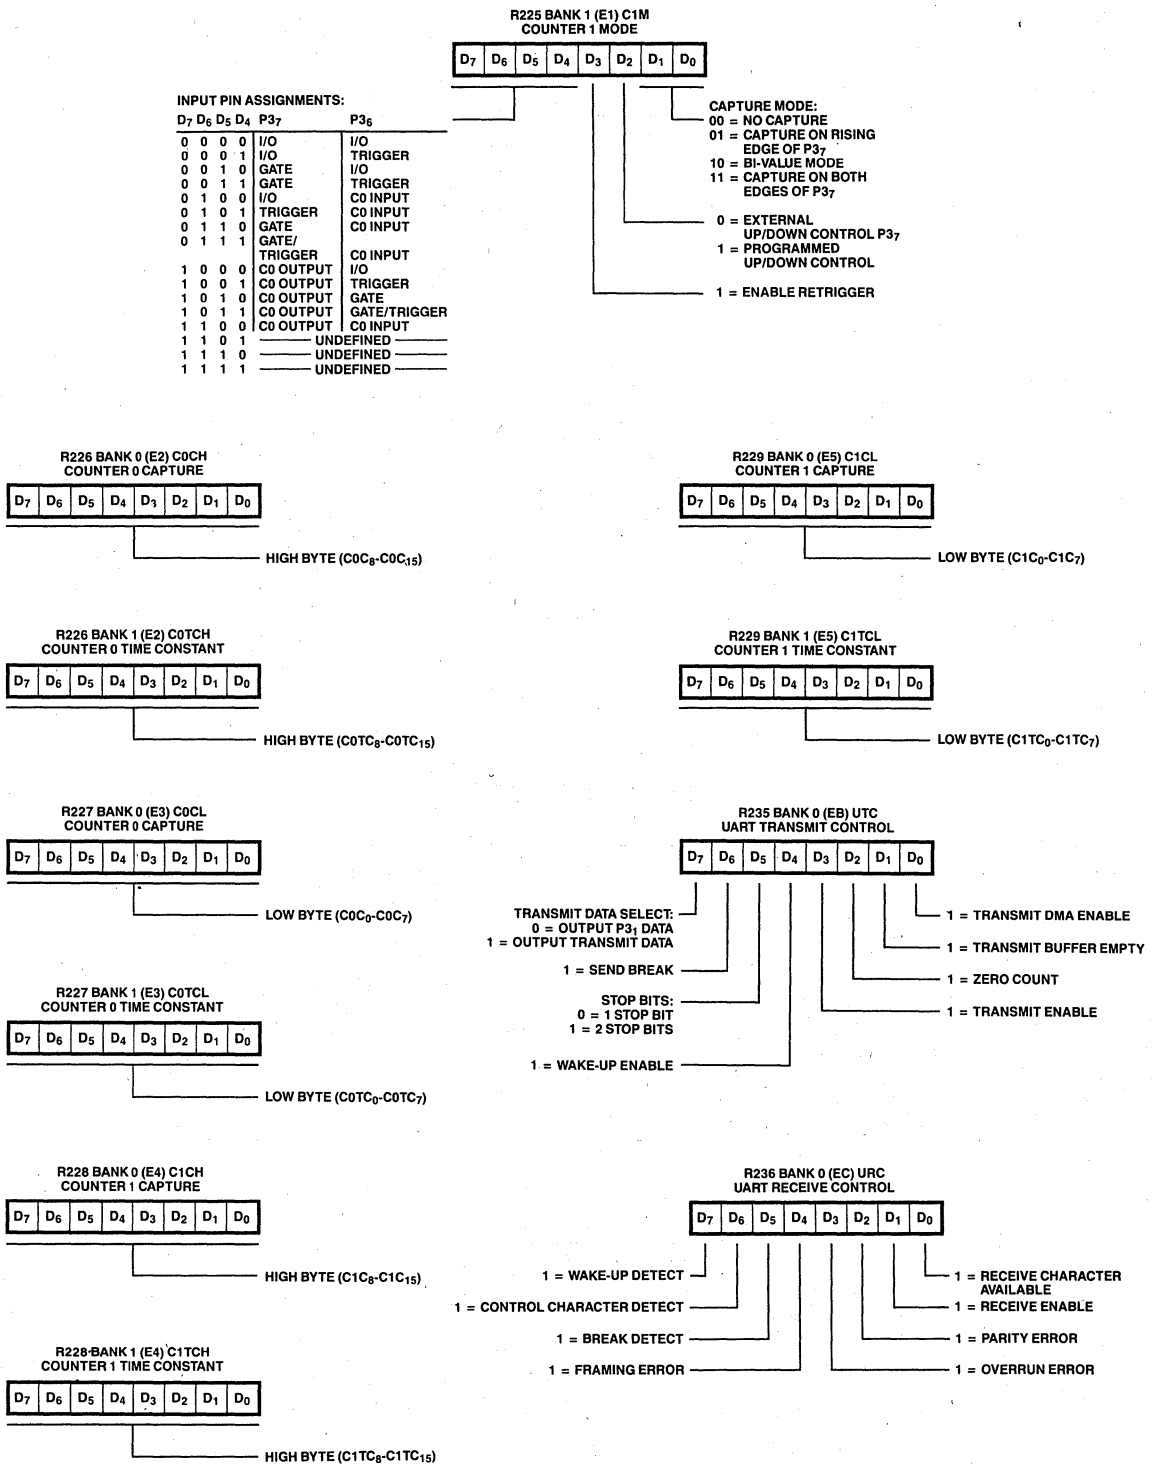 R225 BANK 1 (E1) C1M
COUNTER 1 MODE
D7 D6 D5 D4 D3 D2 D1 D0
INPUT PIN ASSIGNMENTS:
D7 D6 D5 D4 P37 P36
0 0 0 0 I/O I/O
0 0 0 1 I/O TRIGGER
0 0 1 0 GATE I/O
0 0 1 1 GATE TRIGGER
0 1 0 0 I/O C0 INPUT
0 1 0 1 TRIGGER C0 INPUT
0 1 1 0 GATE C0 INPUT
0 1 1 1 GATE/
TRIGGER C0 INPUT
1 0 0 0 C0 OUTPUT I/O
1 0 0 1 C0 OUTPUT TRIGGER
1 0 1 0 C0 OUTPUT GATE
1 0 1 1 C0 OUTPUT GATE/TRIGGER
1 1 0 0 C0 OUTPUT C0 INPUT
1 1 0 1 UNDEFINED
1 1 1 0 UNDEFINED
1 1 1 1 UNDEFINED
CAPTURE MODE:
00 = NO CAPTURE
01 = CAPTURE ON RISING
EDGE OF P37
10 = BI-VALUE MODE
11 = CAPTURE ON BOTH
EDGES OF P37
0 = EXTERNAL
UP/DOWN CONTROL P37
1 = PROGRAMMED
UP/DOWN CONTROL
1 = ENABLE RETRIGGER
R226 BANK 0 (E2) C0CH
COUNTER 0 CAPTURE
D7 D6 D5 D4 D3 D2 D1 D0
HIGH BYTE (C0C8-C0C15)
R229 BANK 0 (E5) C1CL
COUNTER 1 CAPTURE
D7 D6 D5 D4 D3 D2 D1 D0
LOW BYTE (C1C0-C1C7)
R226 BANK 1 (E2) C0TCH
COUNTER 0 TIME CONSTANT
D7 D6 D5 D4 D3 D2 D1 D0
HIGH BYTE (C0TC8-C0TC15)
R229 BANK 1 (E5) C1TCL
COUNTER 1 TIME CONSTANT
D7 D6 D5 D4 D3 D2 D1 D0
LOW BYTE (C1TC0-C1TC7)
R227 BANK 0 (E3) C0CL
COUNTER 0 CAPTURE
D7 D6 D5 D4 D3 D2 D1 D0
LOW BYTE (C0C0-C0C7)
R227 BANK 1 (E3) C0TCL
COUNTER 0 TIME CONSTANT
D7 D6 D5 D4 D3 D2 D1 D0
LOW BYTE (C0TC0-C0TC7)
R235 BANK 0 (EB) UTC
UART TRANSMIT CONTROL
D7 D6 D5 D4 D3 D2 D1 D0
TRANSMIT DATA SELECT:
0 = OUTPUT P31 DATA
1 = OUTPUT TRANSMIT DATA
1 = SEND BREAK
STOP BITS:
0 = 1 STOP BIT
1 = 2 STOP BITS
1 = WAKE-UP ENABLE
1 = TRANSMIT DMA ENABLE
1 = TRANSMIT BUFFER EMPTY
1 = ZERO COUNT
1 = TRANSMIT ENABLE
R228 BANK 0 (E4) C1CH
COUNTER 1 CAPTURE
D7 D6 D5 D4 D3 D2 D1 D0
HIGH BYTE (C1C8-C1C15)
R228 BANK 1 (E4) C1TCH
COUNTER 1 TIME CONSTANT
D7 D6 D5 D4 D3 D2 D1 D0
HIGH BYTE (C1TC8-C1TC15)
R236 BANK 0 (EC) URC
UART RECEIVE CONTROL
D7 D6 D5 D4 D3 D2 D1 D0
1 = WAKE-UP DETECT
1 = CONTROL CHARACTER DETECT
1 = BREAK DETECT
1 = FRAMING ERROR
1 = RECEIVE CHARACTER
AVAILABLE
1 = RECEIVE ENABLE
1 = PARITY ERROR
1 = OVERRUN ERROR